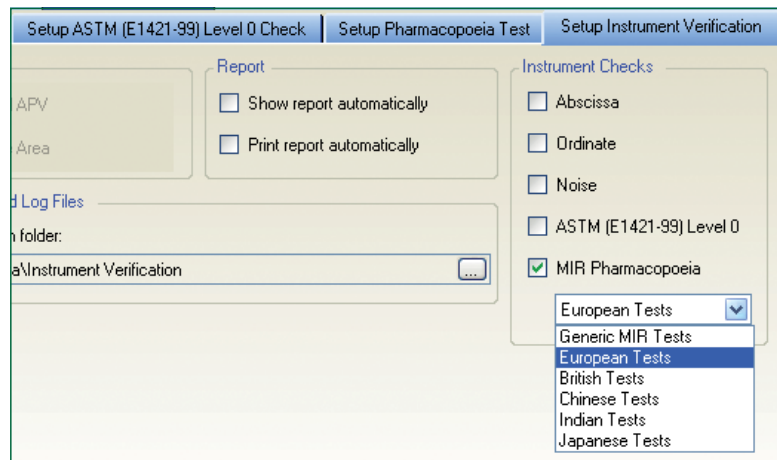 Setup ASTM (E1421-99) Level 0 Check
Setup Pharmacopoeia Test
Setup Instrument Verification
APV
Area
Report
Show report automatically
Print report automatically
d Log Files
folder:
a\Instrument Verification
...
Instrument Checks
Abscissa
Ordinate
Noise
ASTM (E1421-99) Level 0
MIR Pharmacopoeia
European Tests
Generic MIR Tests
European Tests
British Tests
Chinese Tests
Indian Tests
Japanese Tests